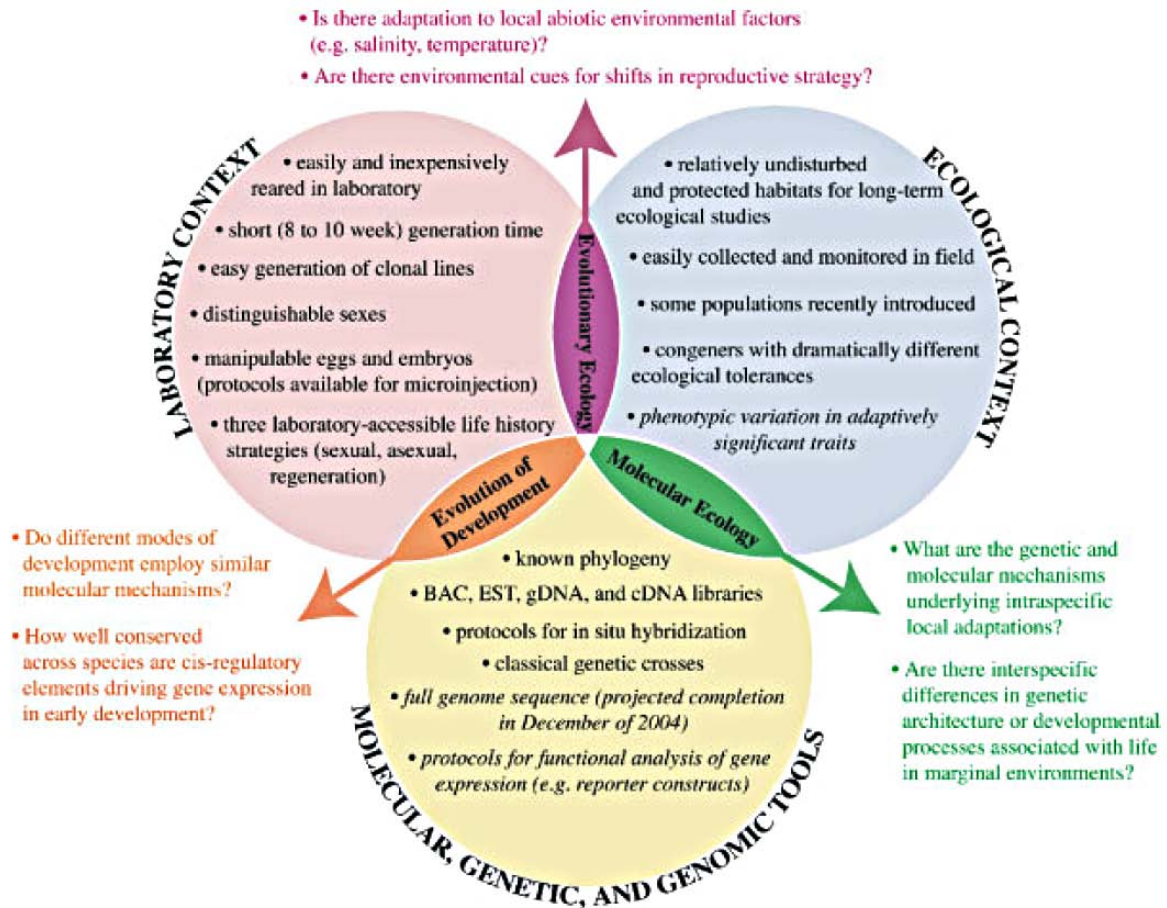 • Is there adaptation to local abiotic environmental factors
(e.g. salinity, temperature)?
• Are there environmental cues for shifts in reproductive strategy?
LABORATORY CONTEXT
• easily and inexpensively
reared in laboratory
• short (8 to 10 week) generation time
• easy generation of clonal lines
• distinguishable sexes
• manipulable eggs and embryos
(protocols available for microinjection)
• three laboratory-accessible life history
strategies (sexual, asexual,
regeneration)
Evolutionary Ecology
ECOLOGICAL CONTEXT
• relatively undisturbed
and protected habitats for long-term
ecological studies
• easily collected and monitored in field
• some populations recently introduced
• congeners with dramatically different
ecological tolerances
• phenotypic variation in adaptively
significant traits
Evolution of
Development
Molecular Ecology
• Do different modes of
development employ similar
molecular mechanisms?
• How well conserved
across species are cis-regulatory
elements driving gene expression
in early development?
• known phylogeny
• BAC, EST, gDNA, and cDNA libraries
• protocols for in situ hybridization
• classical genetic crosses
• full genome sequence (projected completion
in December of 2004)
• protocols for functional analysis of gene
expression (e.g. reporter constructs)
MOLECULAR, GENETIC, AND GENOMIC TOOLS
• What are the genetic and
molecular mechanisms
underlying intraspecific
local adaptations?
• Are there interspecific
differences in genetic
architecture or developmental
processes associated with life
in marginal environments?